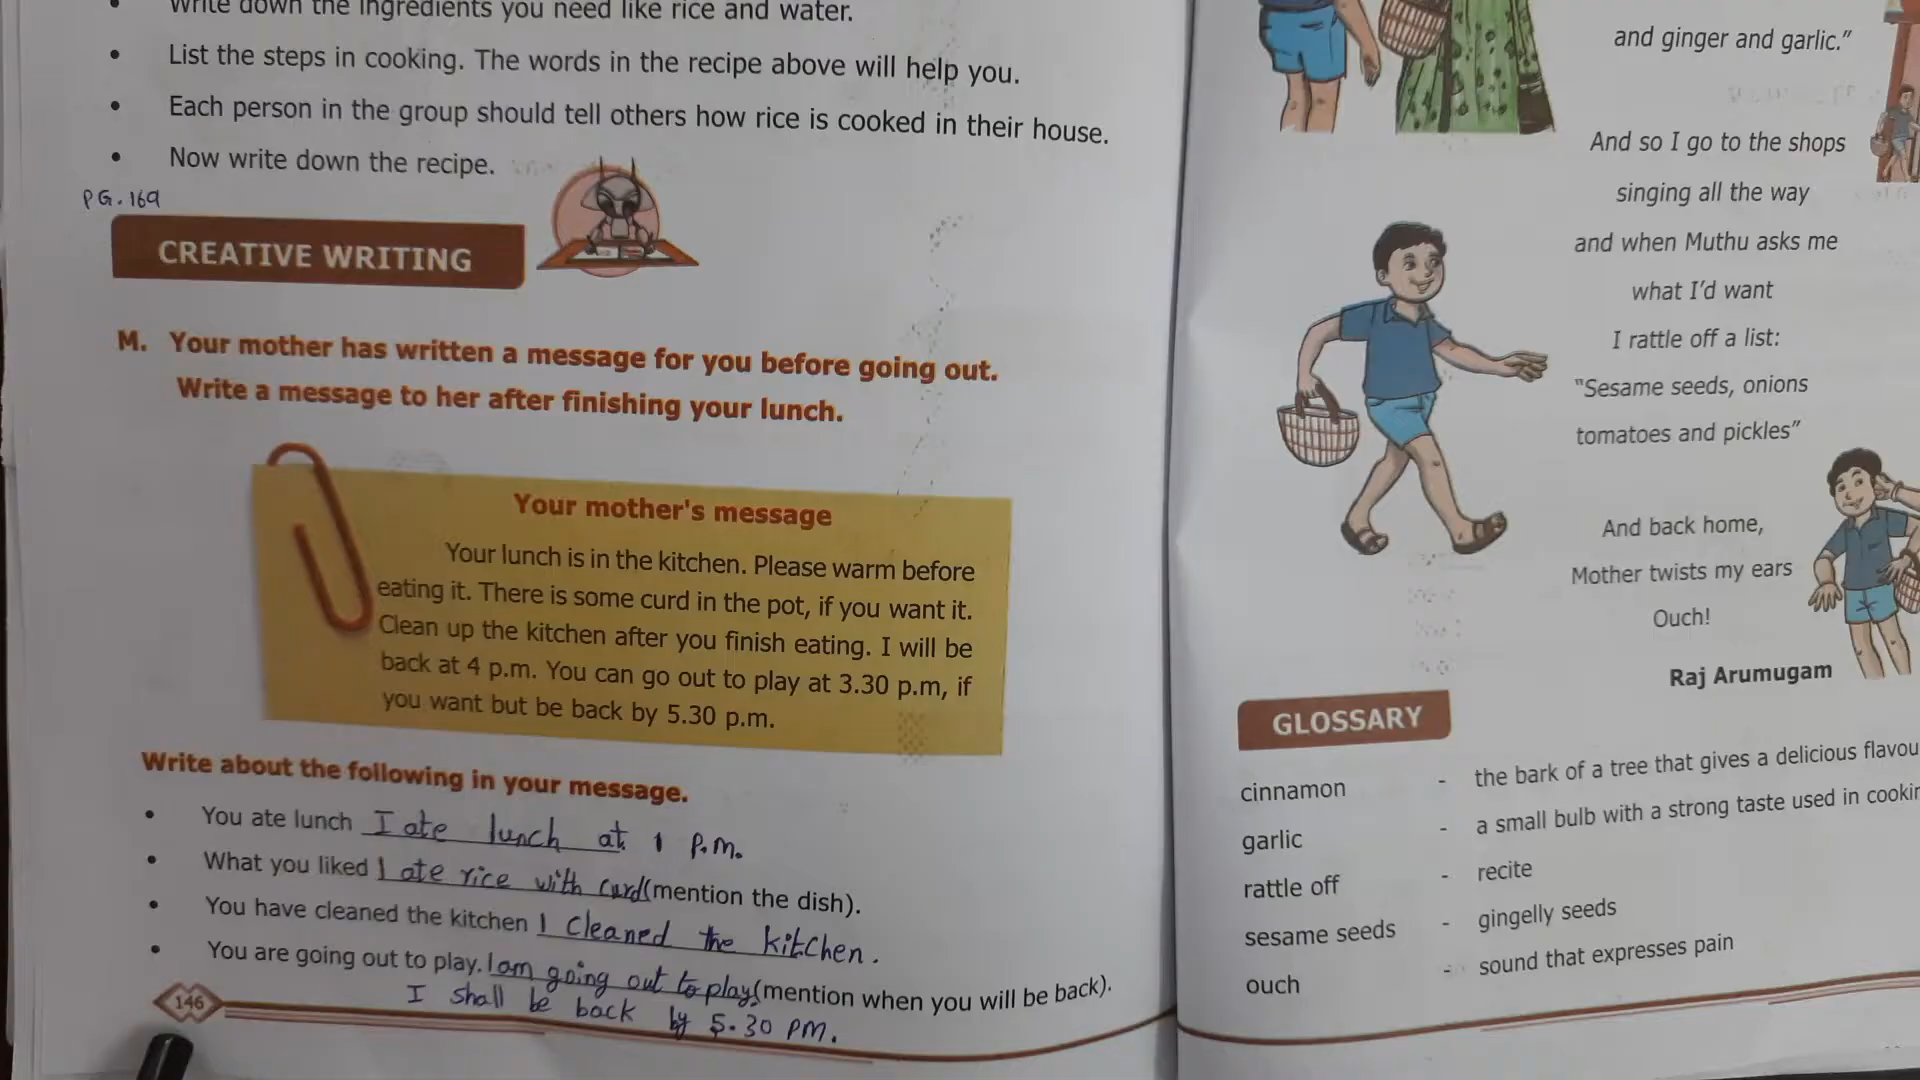 Write down the ingredients you need like rice and water.
• List the steps in cooking. The words in the recipe above will help you.
• Each person in the group should tell others how rice is cooked in their house.
• Now write down the recipe.
PG. 169
CREATIVE WRITING
M. Your mother has written a message for you before going out.
Write a message to her after finishing your lunch.
Your mother's message
Your lunch is in the kitchen. Please warm before
eating it. There is some curd in the pot, if you want it.
Clean up the kitchen after you finish eating. I will be
back at 4 p.m. You can go out to play at 3.30 p.m, if
you want but be back by 5.30 p.m.
Write about the following in your message.
• You ate lunch I ate lunch at 1 P.M.
• What you liked I ate rice with curd (mention the dish).
• You have cleaned the kitchen I cleaned the kitchen.
• You are going out to play. I am going out to play (mention when you will be back).
I shall be back by 5.30 PM.
146
and ginger and garlic."
And so I go to the shops
singing all the way
and when Muthu asks me
what I'd want
I rattle off a list:
"Sesame seeds, onions
tomatoes and pickles"
And back home,
Mother twists my ears
Ouch!
Raj Arumugam
GLOSSARY
cinnamon - the bark of a tree that gives a delicious
garlic - a small bulb with a strong taste used in
rattle off - recite
sesame seeds - gingelly seeds
ouch - sound that expresses pain